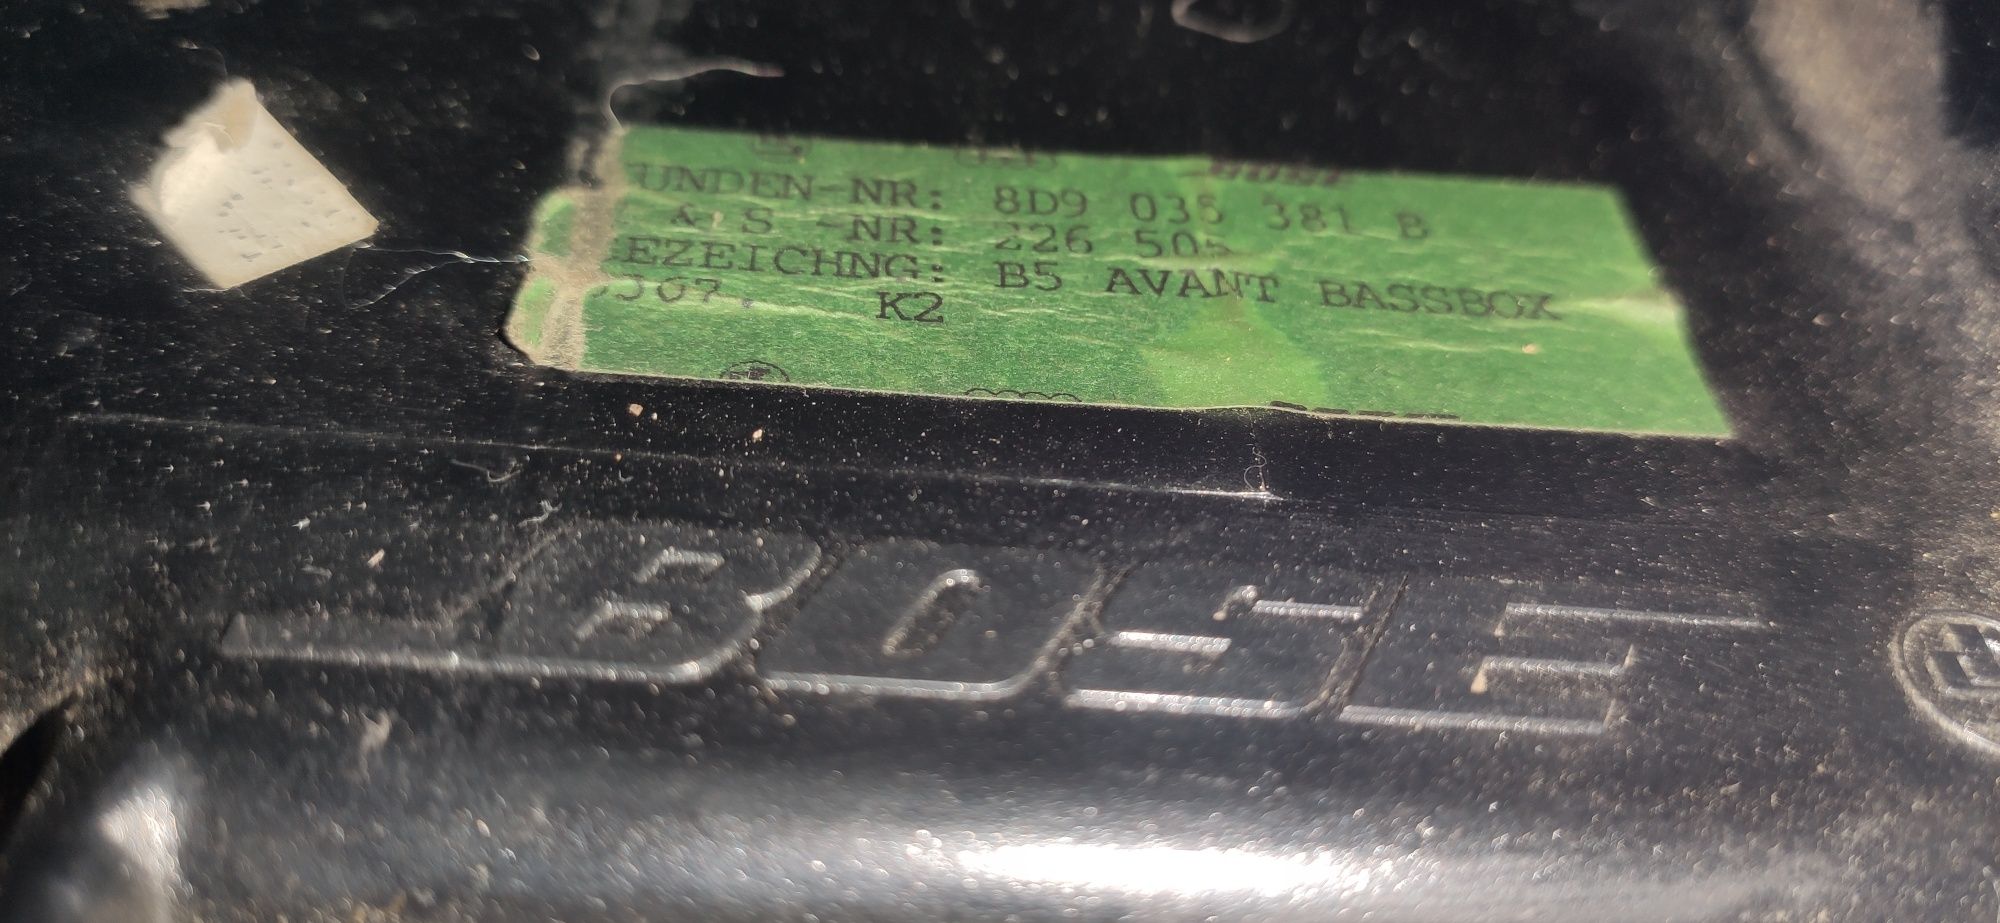 UNDEN-NR: 8D9 035 381 B
& S -NR: 226 505
EZEICHNG: B5 AVANT BASSBOX
K2
BOSE